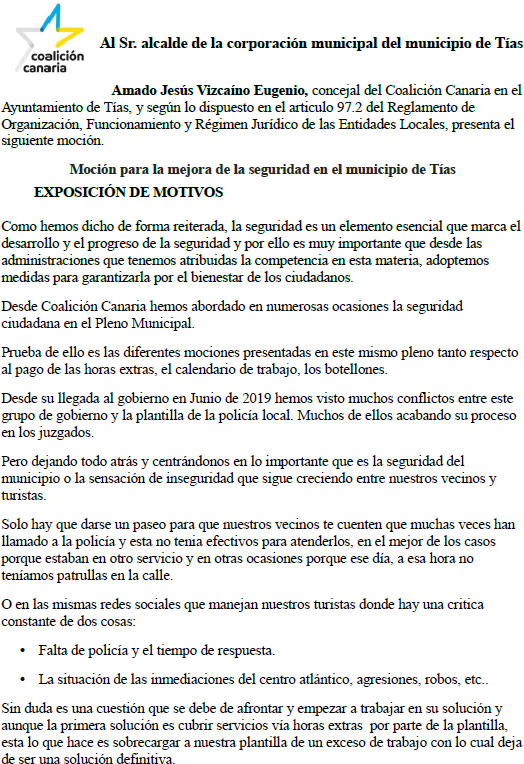 coalición
canaria
Al Sr. alcalde de la corporación municipal del municipio de Tías
Amado Jesús Vizcaíno Eugenio, concejal del Coalición Canaria en el
Ayuntamiento de Tías, y según lo dispuesto en el articulo 97.2 del Reglamento de
Organización, Funcionamiento y Régimen Jurídico de las Entidades Locales, presenta el
siguiente moción.
Moción para la mejora de la seguridad en el municipio de Tías
EXPOSICIÓN DE MOTIVOS
Como hemos dicho de forma reiterada, la seguridad es un elemento esencial que marca el
desarrollo y el progreso de la seguridad y por ello es muy importante que desde las
administraciones que tenemos atribuidas la competencia en esta materia, adoptemos
medidas para garantizarla por el bienestar de los ciudadanos.
Desde Coalición Canaria hemos abordado en numerosas ocasiones la seguridad
ciudadana en el Pleno Municipal.
Prueba de ello es las diferentes mociones presentadas en este mismo pleno tanto respecto
al pago de las horas extras, el calendario de trabajo, los botellones.
Desde su llegada al gobierno en Junio de 2019 hemos visto muchos conflictos entre este
grupo de gobierno y la plantilla de la policía local. Muchos de ellos acabando su proceso
en los juzgados.
Pero dejando todo atrás y centrándonos en lo importante que es la seguridad del
municipio o la sensación de inseguridad que sigue creciendo entre nuestros vecinos y
turistas.
Solo hay que darse un paseo para que nuestros vecinos te cuenten que muchas veces han
llamado a la policía y esta no tenia efectivos para atenderlos, en el mejor de los casos
porque estaban en otro servicio y en otras ocasiones porque ese día, a esa hora no
teníamos patrullas en la calle.
O en las mismas redes sociales que manejan nuestros turistas donde hay una critica
constante de dos cosas:
• Falta de policía y el tiempo de respuesta.
• La situación de las inmediaciones del centro atlántico, agresiones, robos, etc..
Sin duda es una cuestión que se debe de afrontar y empezar a trabajar en su solución y
aunque la primera solución es cubrir servicios vía horas extras por parte de la plantilla,
esta lo que hace es sobrecargar a nuestra plantilla de un exceso de trabajo con lo cual deja
de ser una solución definitiva.